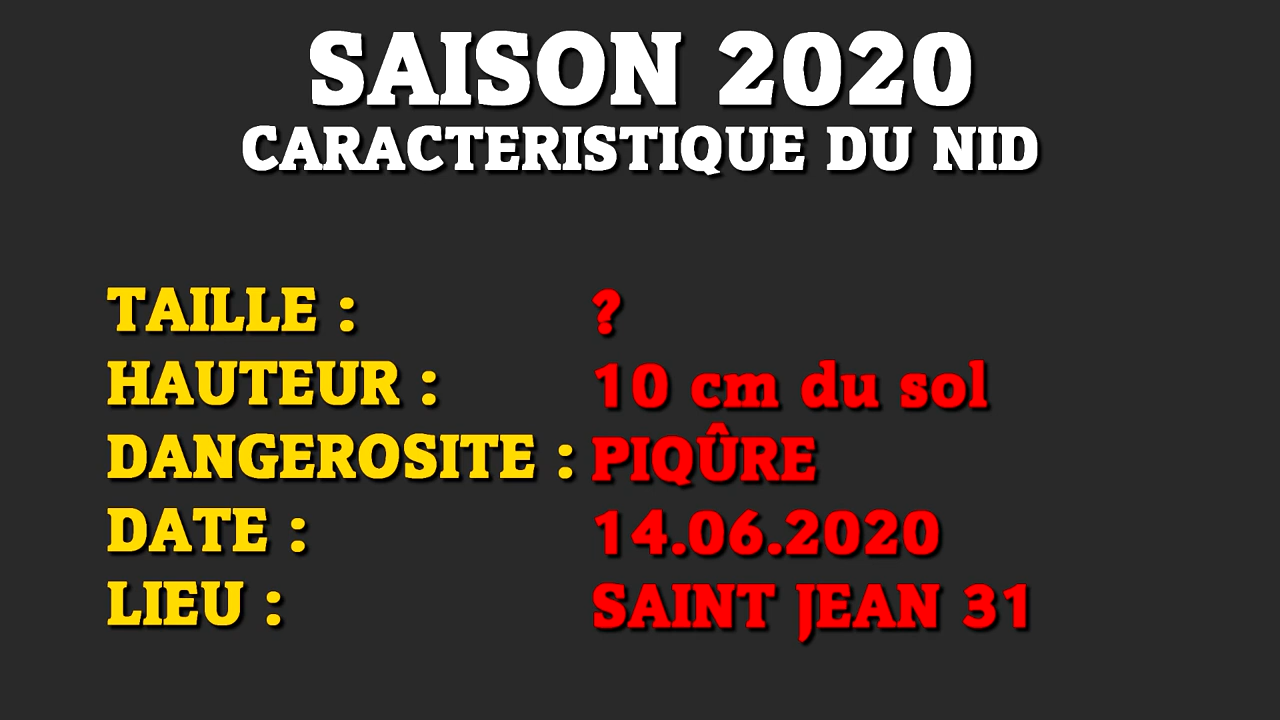 SAISON 2020
CARACTERISTIQUE DU NID
TAILLE : ?
HAUTEUR : 10 cm du sol
DANGEROSITE : PIQÛRE
DATE : 14.06.2020
LIEU : SAINT JEAN 31